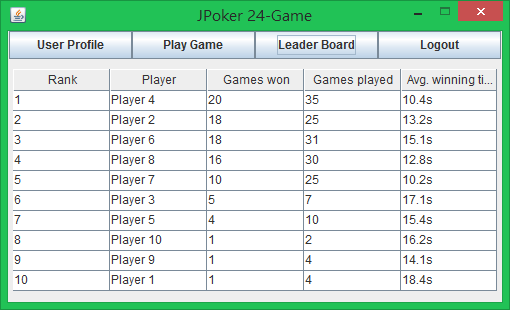 JPoker 24-Game
User Profile Play Game Leader Board Logout
Rank Player Games won Games played Avg. winning ti...
1 Player 4 20 35 10.4s
2 Player 2 18 25 13.2s
3 Player 6 18 31 15.1s
4 Player 8 16 30 12.8s
5 Player 7 10 25 10.2s
6 Player 3 5 7 17.1s
7 Player 5 4 10 15.4s
8 Player 10 1 2 16.2s
9 Player 9 1 4 14.1s
10 Player 1 1 4 18.4s